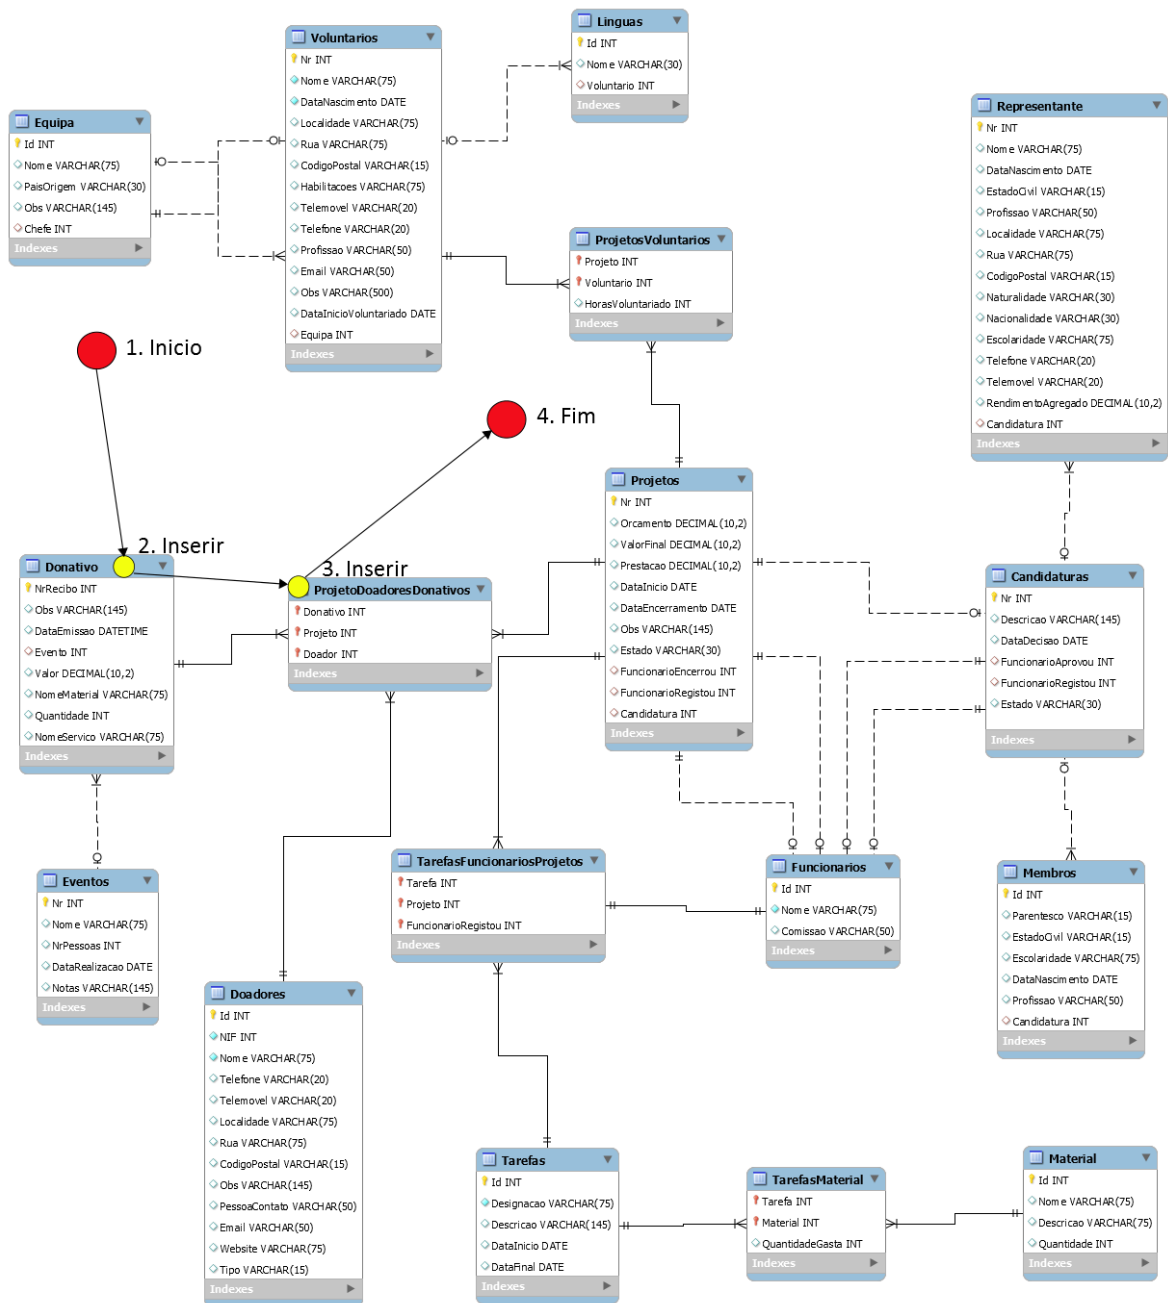 Voluntarios
Nr INT
Nome VARCHAR(75)
DataNascimento DATE
Localidade VARCHAR(75)
Rua VARCHAR(75)
CodigoPostal VARCHAR(15)
Habilitacoes VARCHAR(75)
Telemovel VARCHAR(20)
Telefone VARCHAR(20)
Profissao VARCHAR(50)
Email VARCHAR(50)
Obs VARCHAR(500)
DataInicioVoluntariado DATE
Equipa INT
Indexes
Linguas
Id INT
Nome VARCHAR(30)
Voluntario INT
Indexes
Equipa
Id INT
Nome VARCHAR(75)
PaisOrigem VARCHAR(30)
Obs VARCHAR(145)
Chefe INT
Indexes
Representante
Nr INT
Nome VARCHAR(75)
DataNascimento DATE
EstadoCivil VARCHAR(15)
Profissao VARCHAR(50)
Localidade VARCHAR(75)
Rua VARCHAR(75)
CodigoPostal VARCHAR(15)
Naturalidade VARCHAR(30)
Nacionalidade VARCHAR(30)
Escolaridade VARCHAR(75)
Telefone VARCHAR(20)
Telemovel VARCHAR(20)
RendimentoAgregado DECIMAL(10,2)
Candidatura INT
Indexes
ProjetosVoluntarios
Projeto INT
Voluntario INT
HorasVoluntariado INT
Indexes
1. Inicio
4. Fim
2. Inserir
3. Inserir
Projetos
Nr INT
Orcamento DECIMAL(10,2)
ValorFinal DECIMAL(10,2)
Prestacao DECIMAL(10,2)
DataInicio DATE
DataEncerramento DATE
Obs VARCHAR(145)
Estado VARCHAR(30)
FuncionarioEncerrou INT
FuncionarioRegistou INT
Candidatura INT
Indexes
Donativo
NrRecibo INT
Obs VARCHAR(145)
DataEmissao DATETIME
Evento INT
Valor DECIMAL(10,2)
NomeMaterial VARCHAR(75)
Quantidade INT
NomeServico VARCHAR(75)
Indexes
ProjetoDoadoresDonativos
Donativo INT
Projeto INT
Doador INT
Indexes
Candidaturas
Nr INT
Descricao VARCHAR(145)
DataDecisao DATE
FuncionarioAprovou INT
FuncionarioRegistou INT
Estado VARCHAR(30)
Indexes
Eventos
Nr INT
Nome VARCHAR(75)
NrPessoas INT
DataRealizacao DATE
Notas VARCHAR(145)
Indexes
TarefasFuncionariosProjetos
Tarefa INT
Projeto INT
FuncionarioRegistou INT
Indexes
Funcionarios
Id INT
Nome VARCHAR(75)
Comissao VARCHAR(50)
Indexes
Membros
Id INT
Parentesco VARCHAR(15)
EstadoCivil VARCHAR(15)
Escolaridade VARCHAR(75)
DataNascimento DATE
Profissao VARCHAR(50)
Candidatura INT
Indexes
Doadores
Id INT
NIF INT
Nome VARCHAR(75)
Telefone VARCHAR(20)
Telemovel VARCHAR(20)
Localidade VARCHAR(75)
Rua VARCHAR(75)
CodigoPostal VARCHAR(15)
Obs VARCHAR(145)
PessoaContato VARCHAR(50)
Email VARCHAR(50)
Website VARCHAR(75)
Tipo VARCHAR(15)
Indexes
Tarefas
Id INT
Designacao VARCHAR(75)
Descricao VARCHAR(145)
DataInicio DATE
DataFinal DATE
Indexes
TarefasMaterial
Tarefa INT
Material INT
QuantidadeGasta INT
Indexes
Material
Id INT
Nome VARCHAR(75)
Descricao VARCHAR(75)
Quantidade INT
Indexes